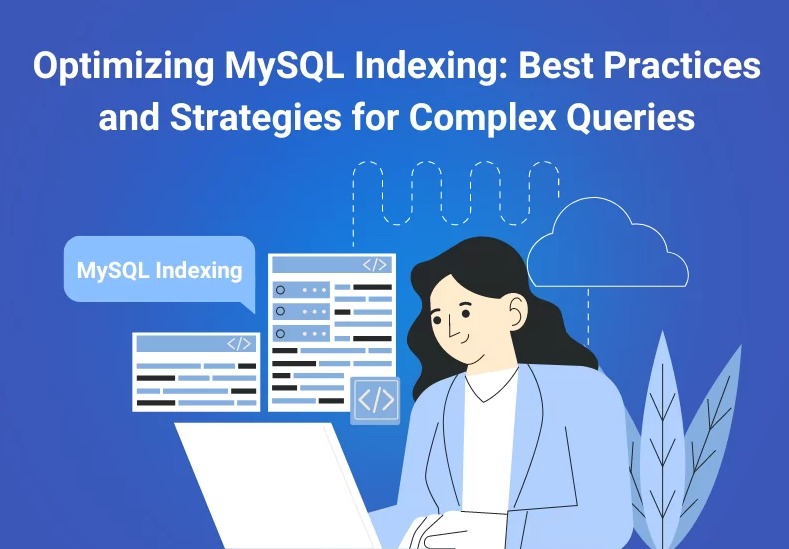 Optimizing MySQL Indexing: Best Practices
and Strategies for Complex Queries
MySQL Indexing
</>
</>
</>